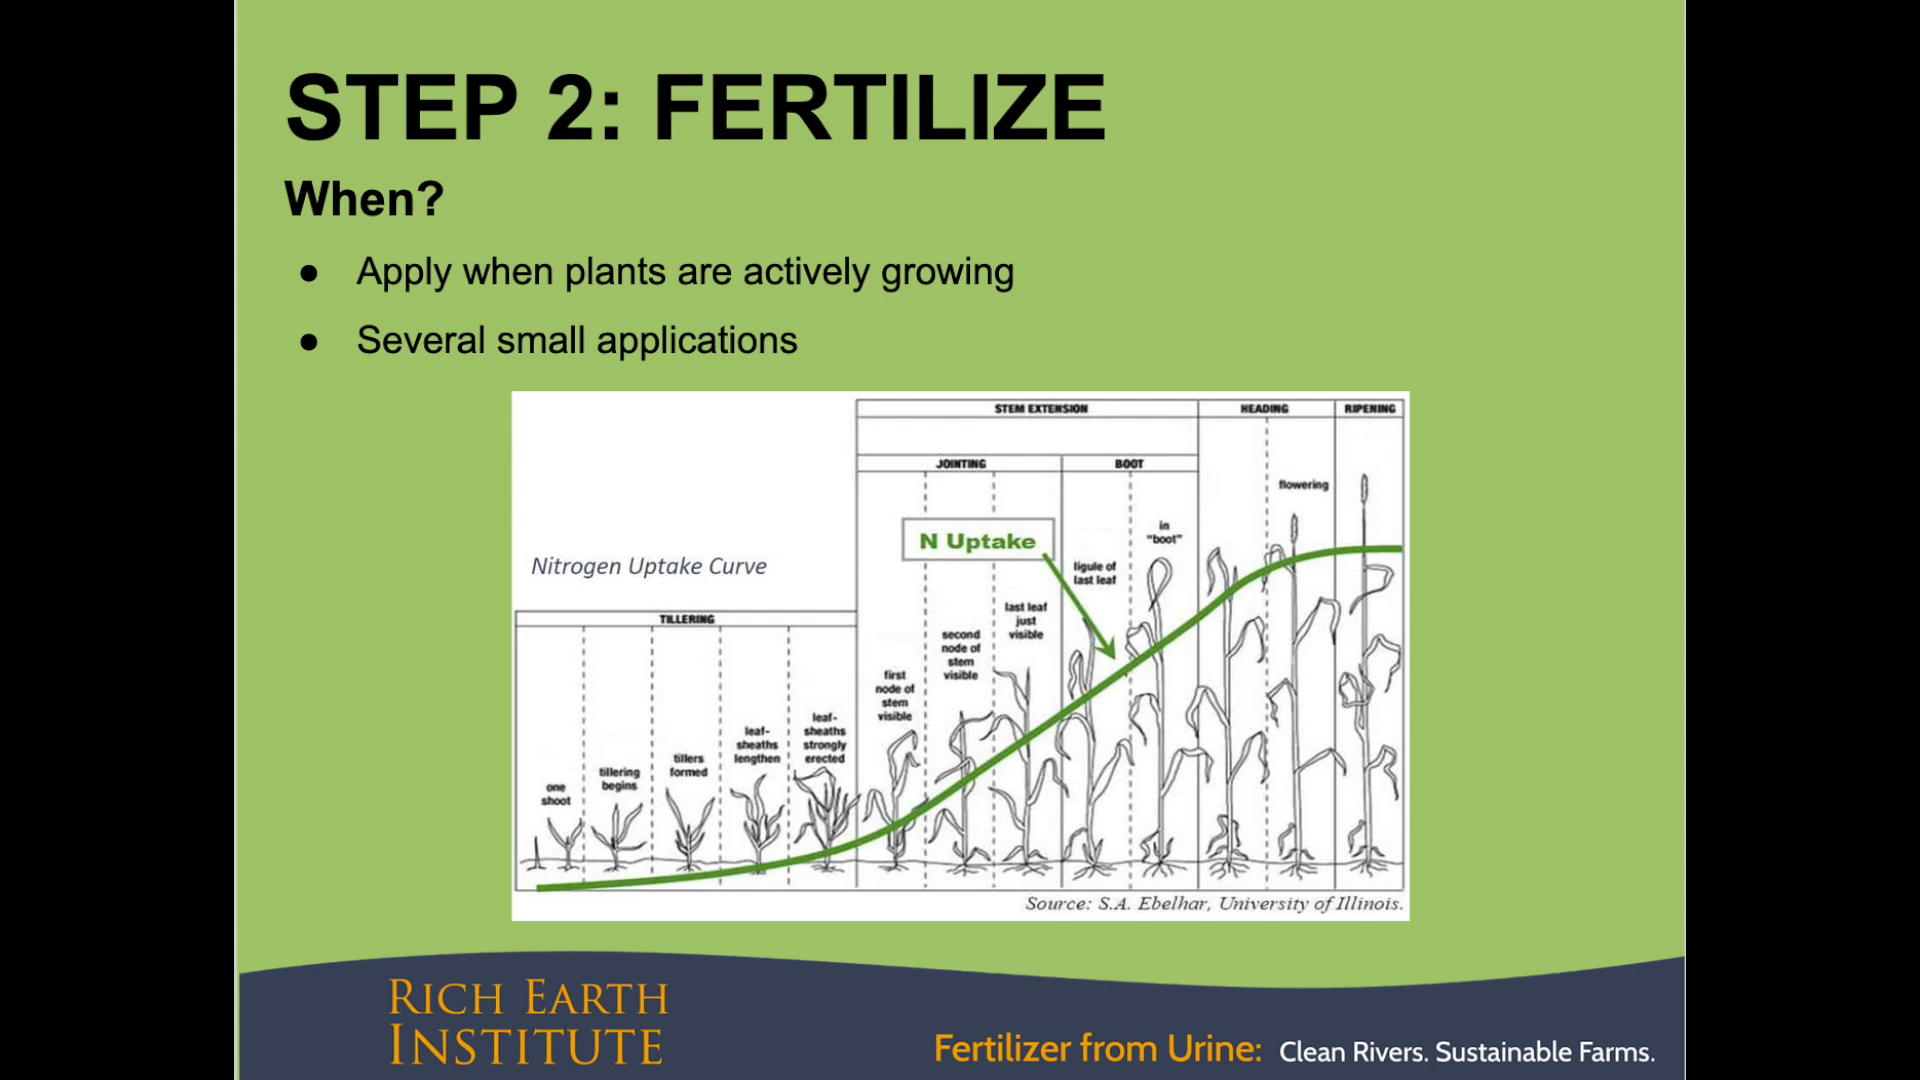 STEP 2: FERTILIZE
When?
● Apply when plants are actively growing
● Several small applications
STEM EXTENSION
HEADING
RIPENING
JOINTING
BOOT
flowering
in
"boot"
N Uptake
Nitrogen Uptake Curve
ligule of
last leaf
last leaf
just
visible
TILLERING
second
node of
stem
visible
first
node of
stem
visible
leaf-
sheaths
strongly
erected
leaf-
sheaths
lengthen
tillers
formed
tillering
begins
one
shoot
Source: S.A. Ebelhar, University of Illinois.
RICH EARTH
INSTITUTE
Fertilizer from Urine: Clean Rivers. Sustainable Farms.